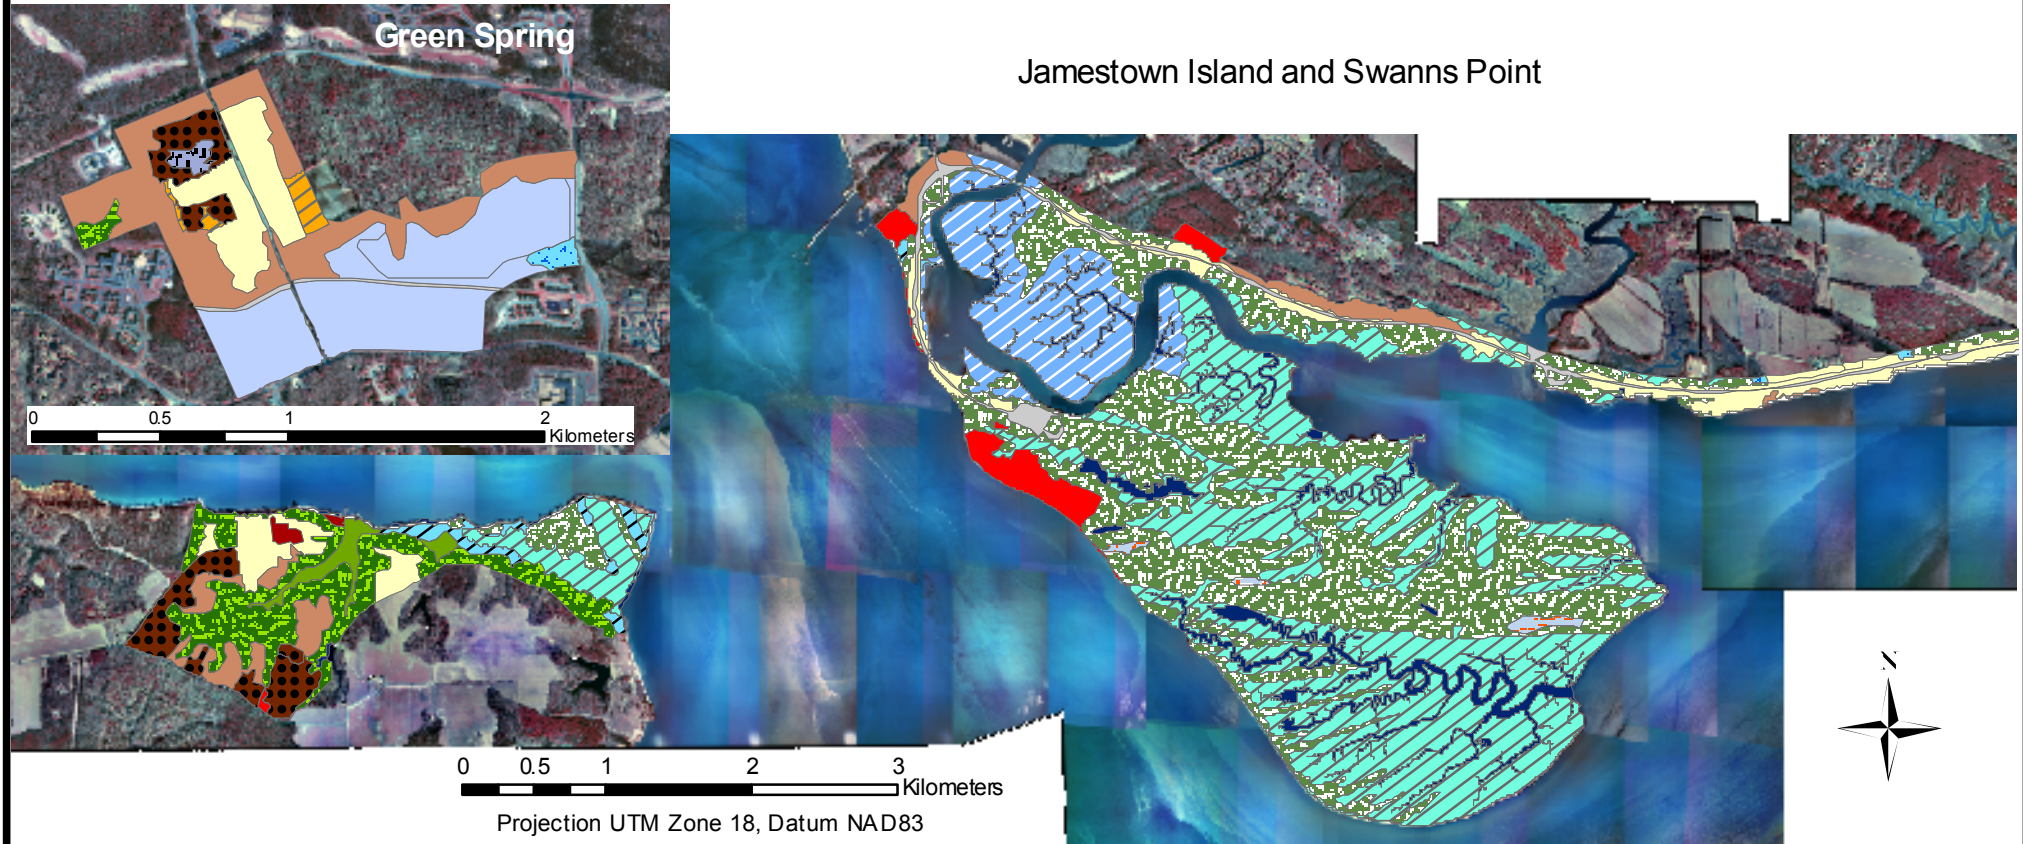 Green Spring
Jamestown Island and Swanns Point
0 0.5 1 2
Kilometers
0 0.5 1 2 3
Kilometers
Projection UTM Zone 18, Datum NAD83
N